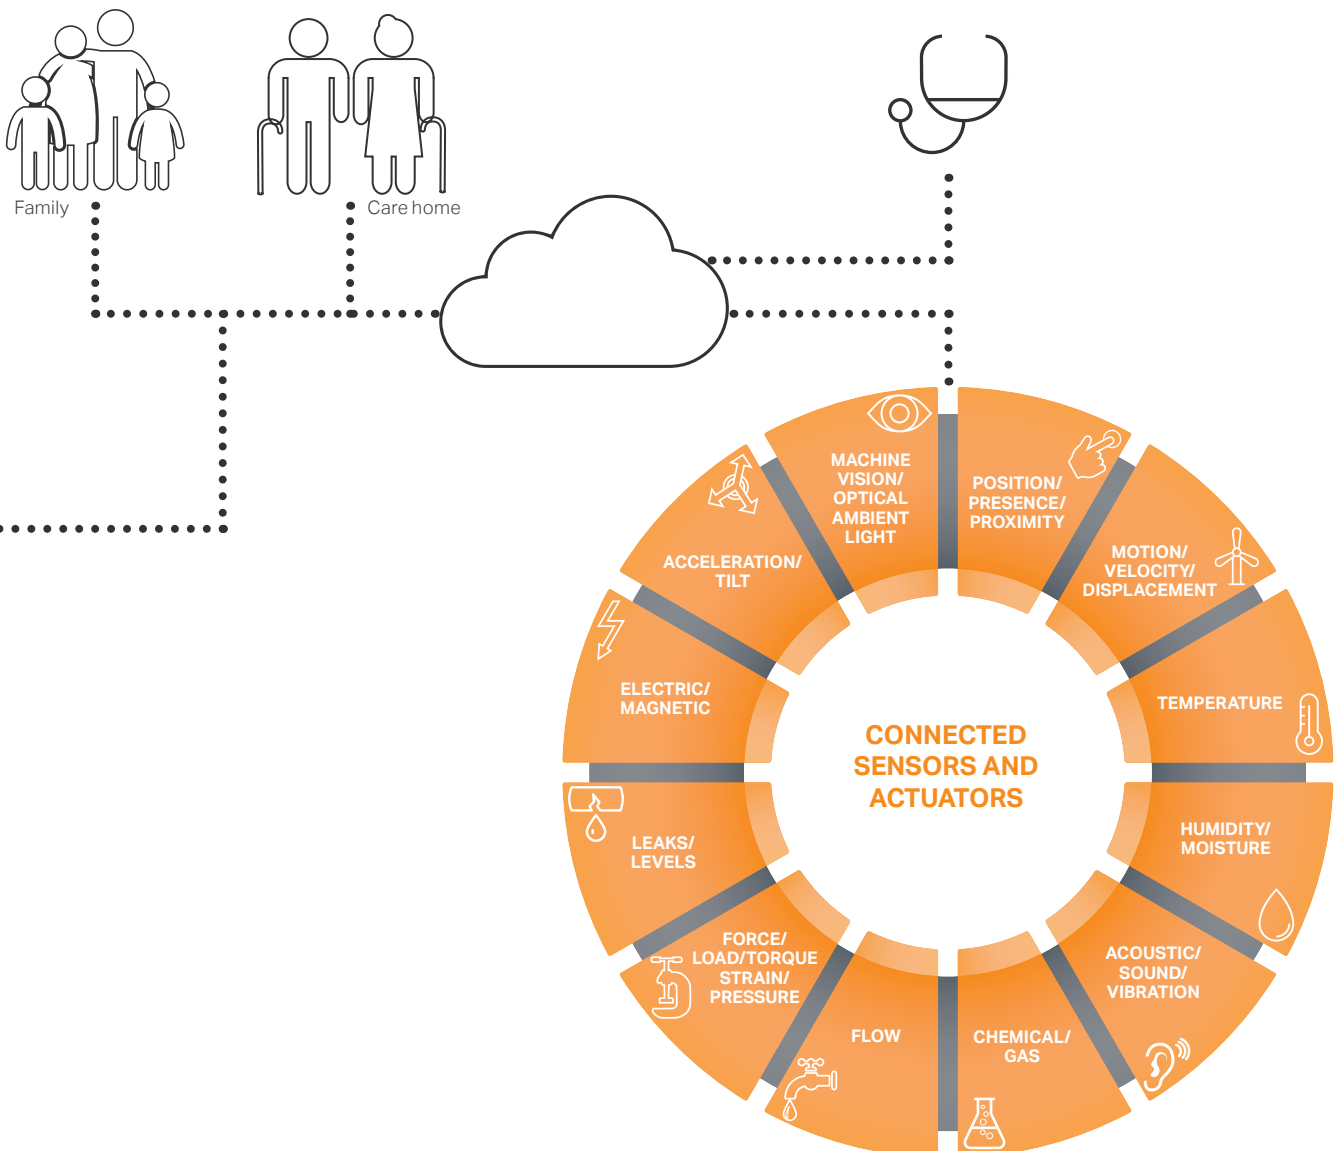 Family
Care home
MACHINE
VISION/
OPTICAL
AMBIENT
LIGHT
POSITION/
PRESENCE/
PROXIMITY
MOTION/
VELOCITY/
DISPLACEMENT
TEMPERATURE
HUMIDITY/
MOISTURE
ACOUSTIC/
SOUND/
VIBRATION
CHEMICAL/
GAS
FLOW
FORCE/
LOAD/TORQUE
STRAIN/
PRESSURE
LEAKS/
LEVELS
ELECTRIC/
MAGNETIC
ACCELERATION/
TILT
CONNECTED
SENSORS AND
ACTUATORS